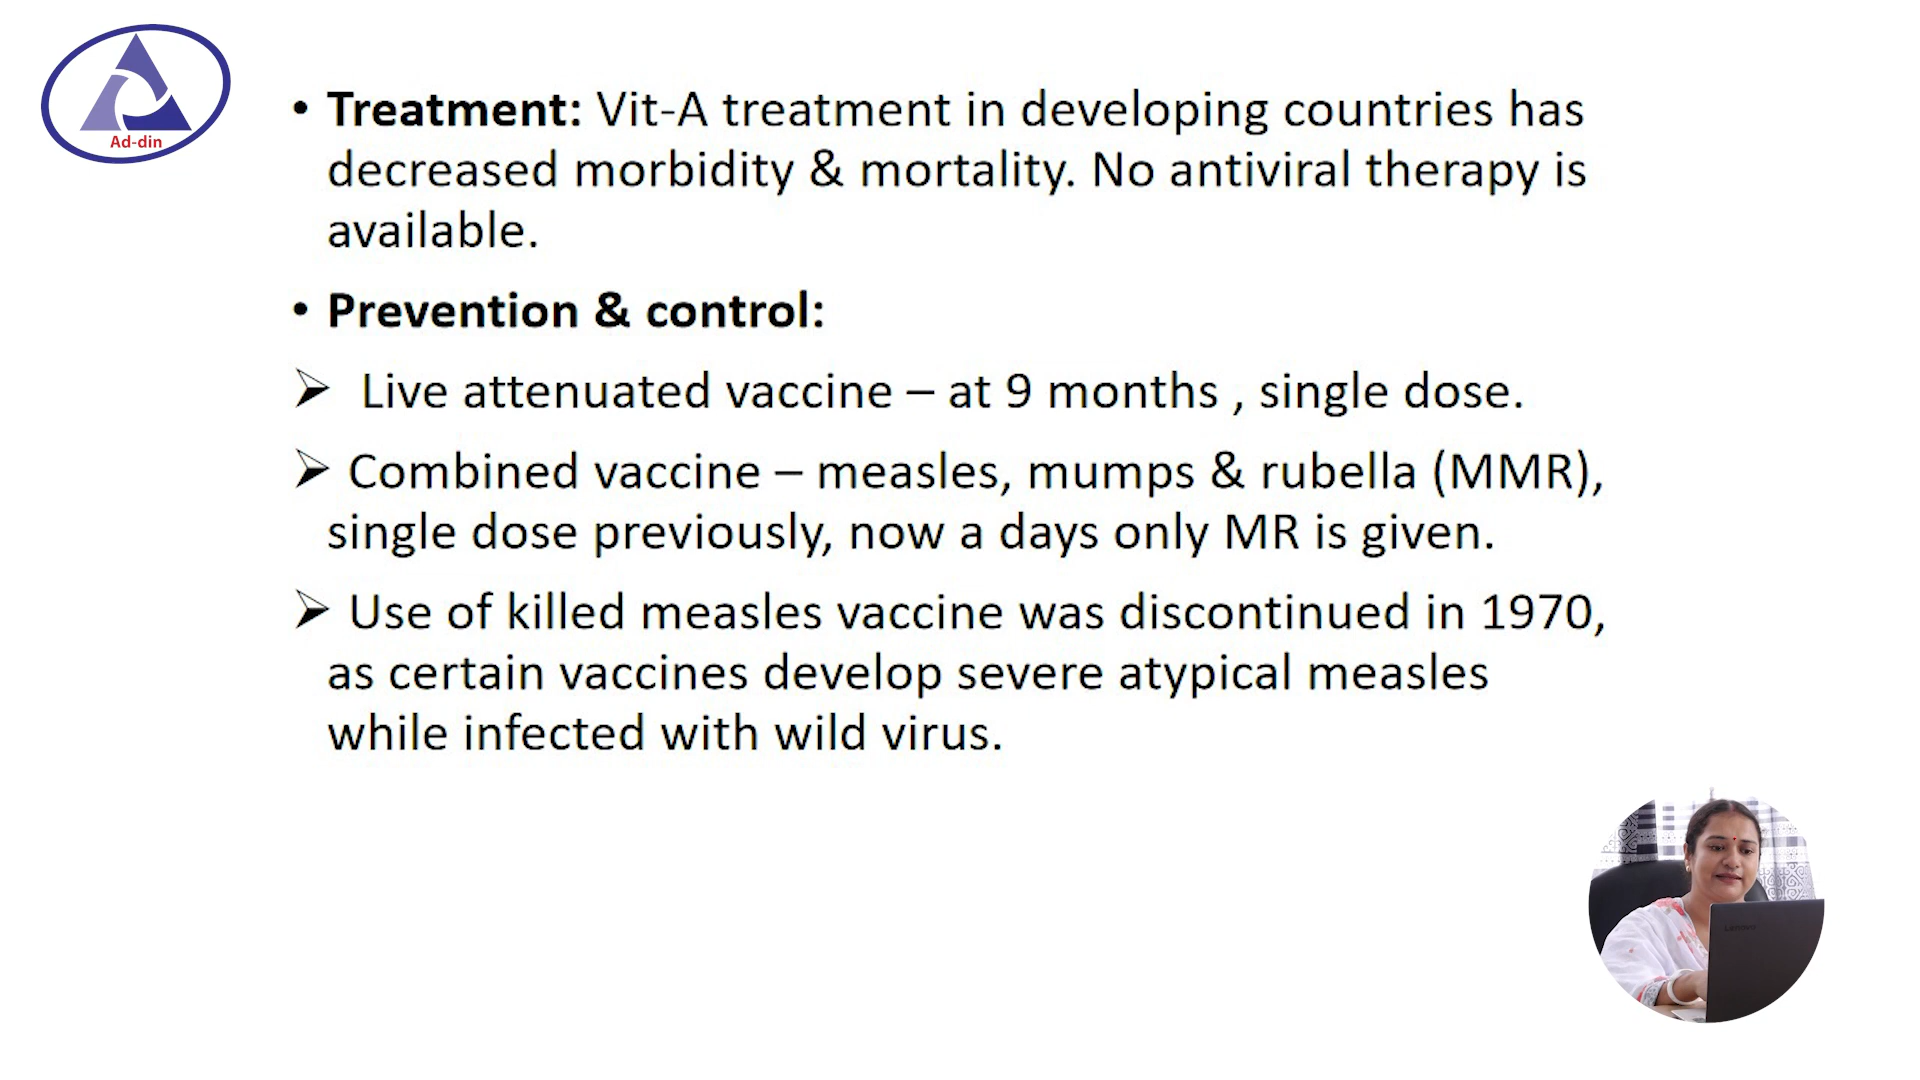 Ad-din
• Treatment: Vit-A treatment in developing countries has
decreased morbidity & mortality. No antiviral therapy is
available.
• Prevention & control:
➢ Live attenuated vaccine – at 9 months , single dose.
➢ Combined vaccine – measles, mumps & rubella (MMR),
single dose previously, now a days only MR is given.
➢ Use of killed measles vaccine was discontinued in 1970,
as certain vaccines develop severe atypical measles
while infected with wild virus.
Lenovo